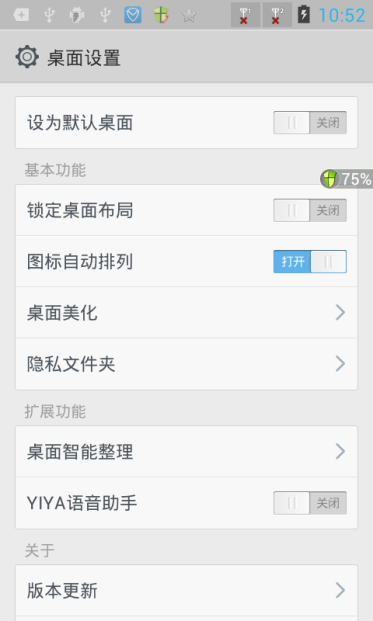 10:52
桌面设置
设为默认桌面
关闭
基本功能
75%
锁定桌面布局
关闭
图标自动排列
打开
桌面美化
隐私文件夹
扩展功能
桌面智能整理
YIYA语音助手
关闭
关于
版本更新